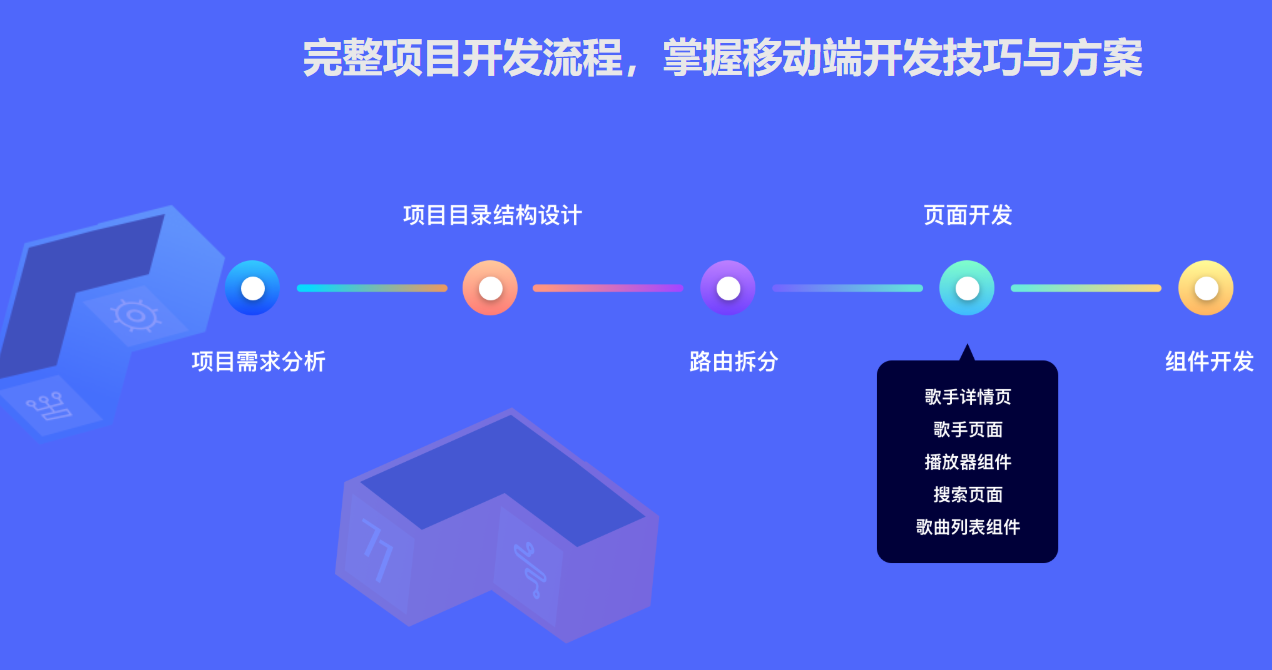 完整项目开发流程，掌握移动端开发技巧与方案
项目目录结构设计
页面开发
项目需求分析
路由拆分
组件开发
歌手详情页
歌手页面
播放器组件
搜索页面
歌曲列表组件